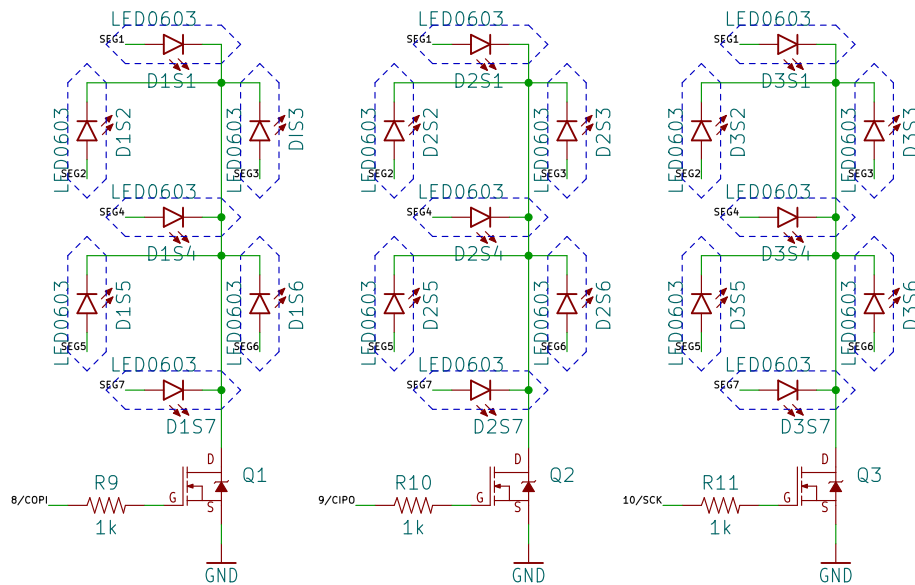 LED0603 LED0603 LED0603
SEG1 SEG1 SEG1
D1S1 D2S1 D3S1
LED0603 D1S2 LED0603 D1S3 LED0603 D2S2 LED0603 D2S3 LED0603 D3S2 LED0603 D3S3
SEG2 SEG3 SEG2 SEG3 SEG2 SEG3
LED0603 LED0603 LED0603
SEG4 SEG4 SEG4
D1S4 D2S4 D3S4
LED0603 D1S5 LED0603 D1S6 LED0603 D2S5 LED0603 D2S6 LED0603 D3S5 LED0603 D3S6
SEG5 SEG6 SEG5 SEG6 SEG5 SEG6
LED0603 LED0603 LED0603
SEG7 SEG7 SEG7
D1S7 D2S7 D3S7
D D D
Q1 Q2 Q3
R9 R10 R11
8/COPI G 9/CIPO G 10/SCK G
S S S
1k 1k 1k
GND GND GND